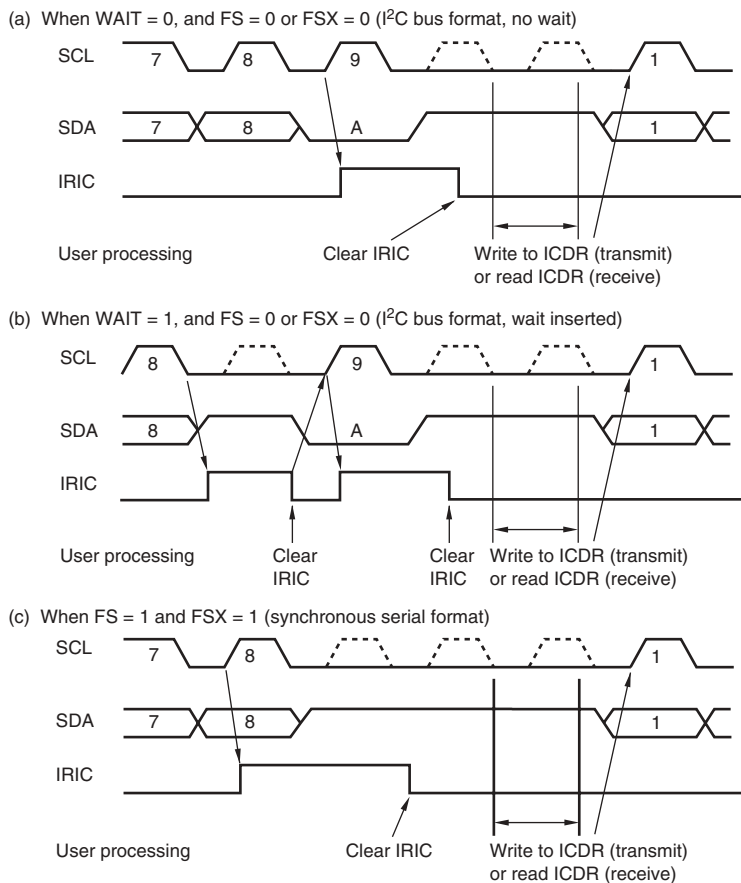 (a) When WAIT = 0, and FS = 0 or FSX = 0 (I²C bus format, no wait)
SCL 7 8 9 1
SDA 7 8 A 1
IRIC
User processing Clear IRIC Write to ICDR (transmit)
or read ICDR (receive)
(b) When WAIT = 1, and FS = 0 or FSX = 0 (I²C bus format, wait inserted)
SCL 8 9 1
SDA 8 A 1
IRIC
User processing Clear Clear Write to ICDR (transmit)
IRIC IRIC or read ICDR (receive)
(c) When FS = 1 and FSX = 1 (synchronous serial format)
SCL 7 8 1
SDA 7 8 1
IRIC
User processing Clear IRIC Write to ICDR (transmit)
or read ICDR (receive)